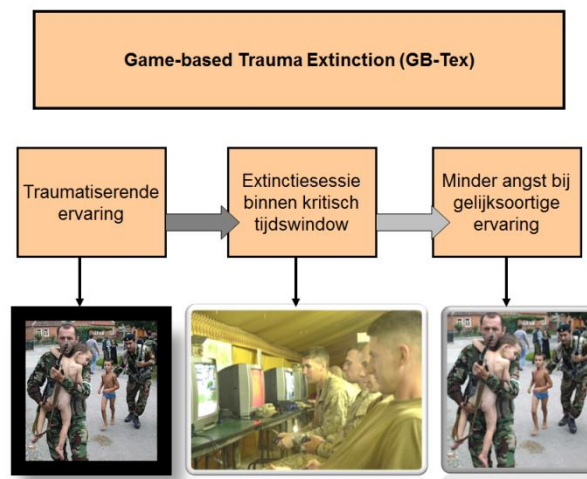 Game-based Trauma Extinction (GB-Tex)
Traumatiserende
ervaring
Extinctiesessie
binnen kritisch
tijdswindow
Minder angst bij
gelijksoortige
ervaring